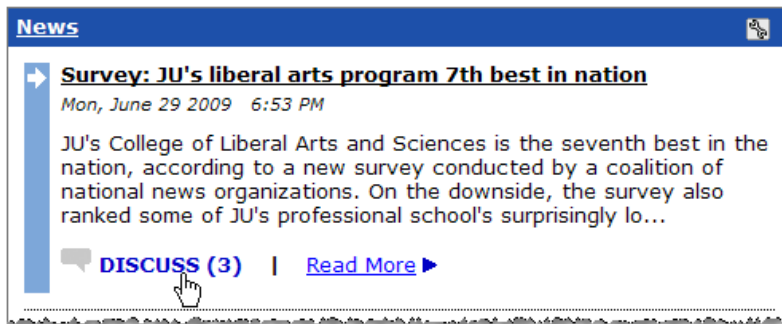 News
Survey: JU's liberal arts program 7th best in nation
Mon, June 29 2009   6:53 PM
JU's College of Liberal Arts and Sciences is the seventh best in the
nation, according to a new survey conducted by a coalition of
national news organizations. On the downside, the survey also
ranked some of JU's professional school's surprisingly lo...
DISCUSS (3)   |   Read More